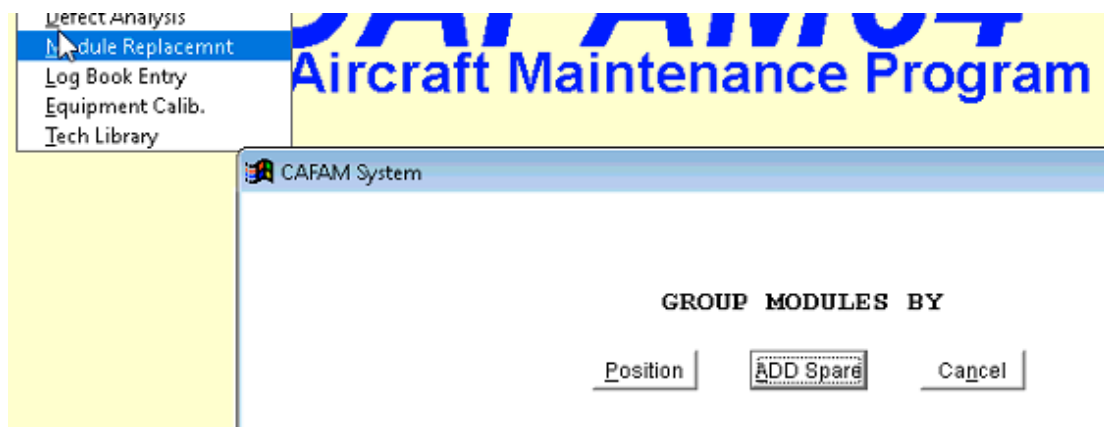 Defect Analysis
Module Replacemnt
Log Book Entry
Equipment Calib.
Tech Library
CAFAM04
Aircraft Maintenance Program
CAFAM System
GROUP MODULES BY
Position ADD Spare Cancel